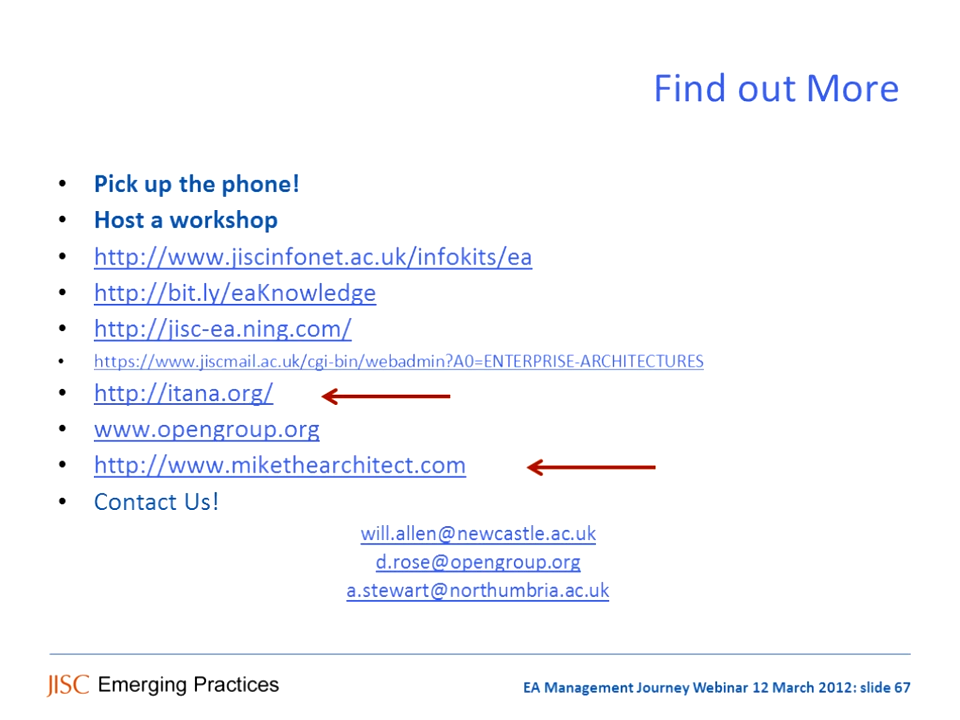 Find out More
• Pick up the phone!
• Host a workshop
• http://www.jiscinfonet.ac.uk/infokits/ea
• http://bit.ly/eaKnowledge
• http://jisc-ea.ning.com/
• https://www.jiscmail.ac.uk/cgi-bin/webadmin?A0=ENTERPRISE-ARCHITECTURES
• http://itana.org/
• www.opengroup.org
• http://www.mikethearchitect.com
• Contact Us!
will.allen@newcastle.ac.uk
d.rose@opengroup.org
a.stewart@northumbria.ac.uk
JISC Emerging Practices
EA Management Journey Webinar 12 March 2012: slide 67